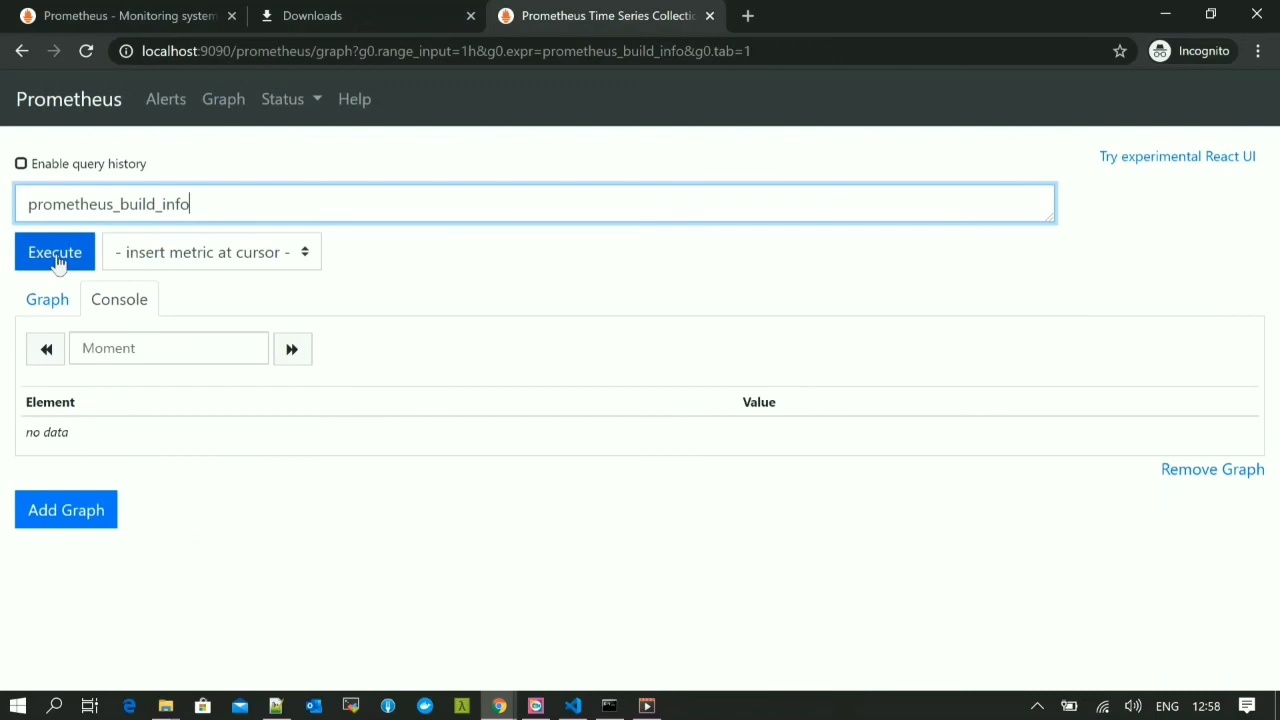 Prometheus - Monitoring system
Downloads
Prometheus Time Series Collectic
localhost:9090/prometheus/graph?g0.range_input=1h&g0.expr=prometheus_build_info&g0.tab=1
Incognito
Prometheus Alerts Graph Status Help
Enable query history
Try experimental React UI
prometheus_build_info
Execute
- insert metric at cursor -
Graph
Console
Moment
Element Value
no data
Remove Graph
Add Graph
ENG 12:58